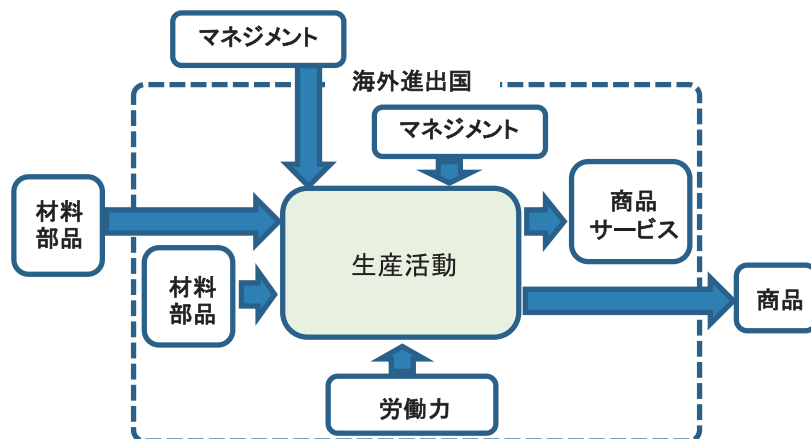 マネジメント
海外進出国
マネジメント
材料
部品
商品
サービス
生産活動
材料
部品
商品
労働力